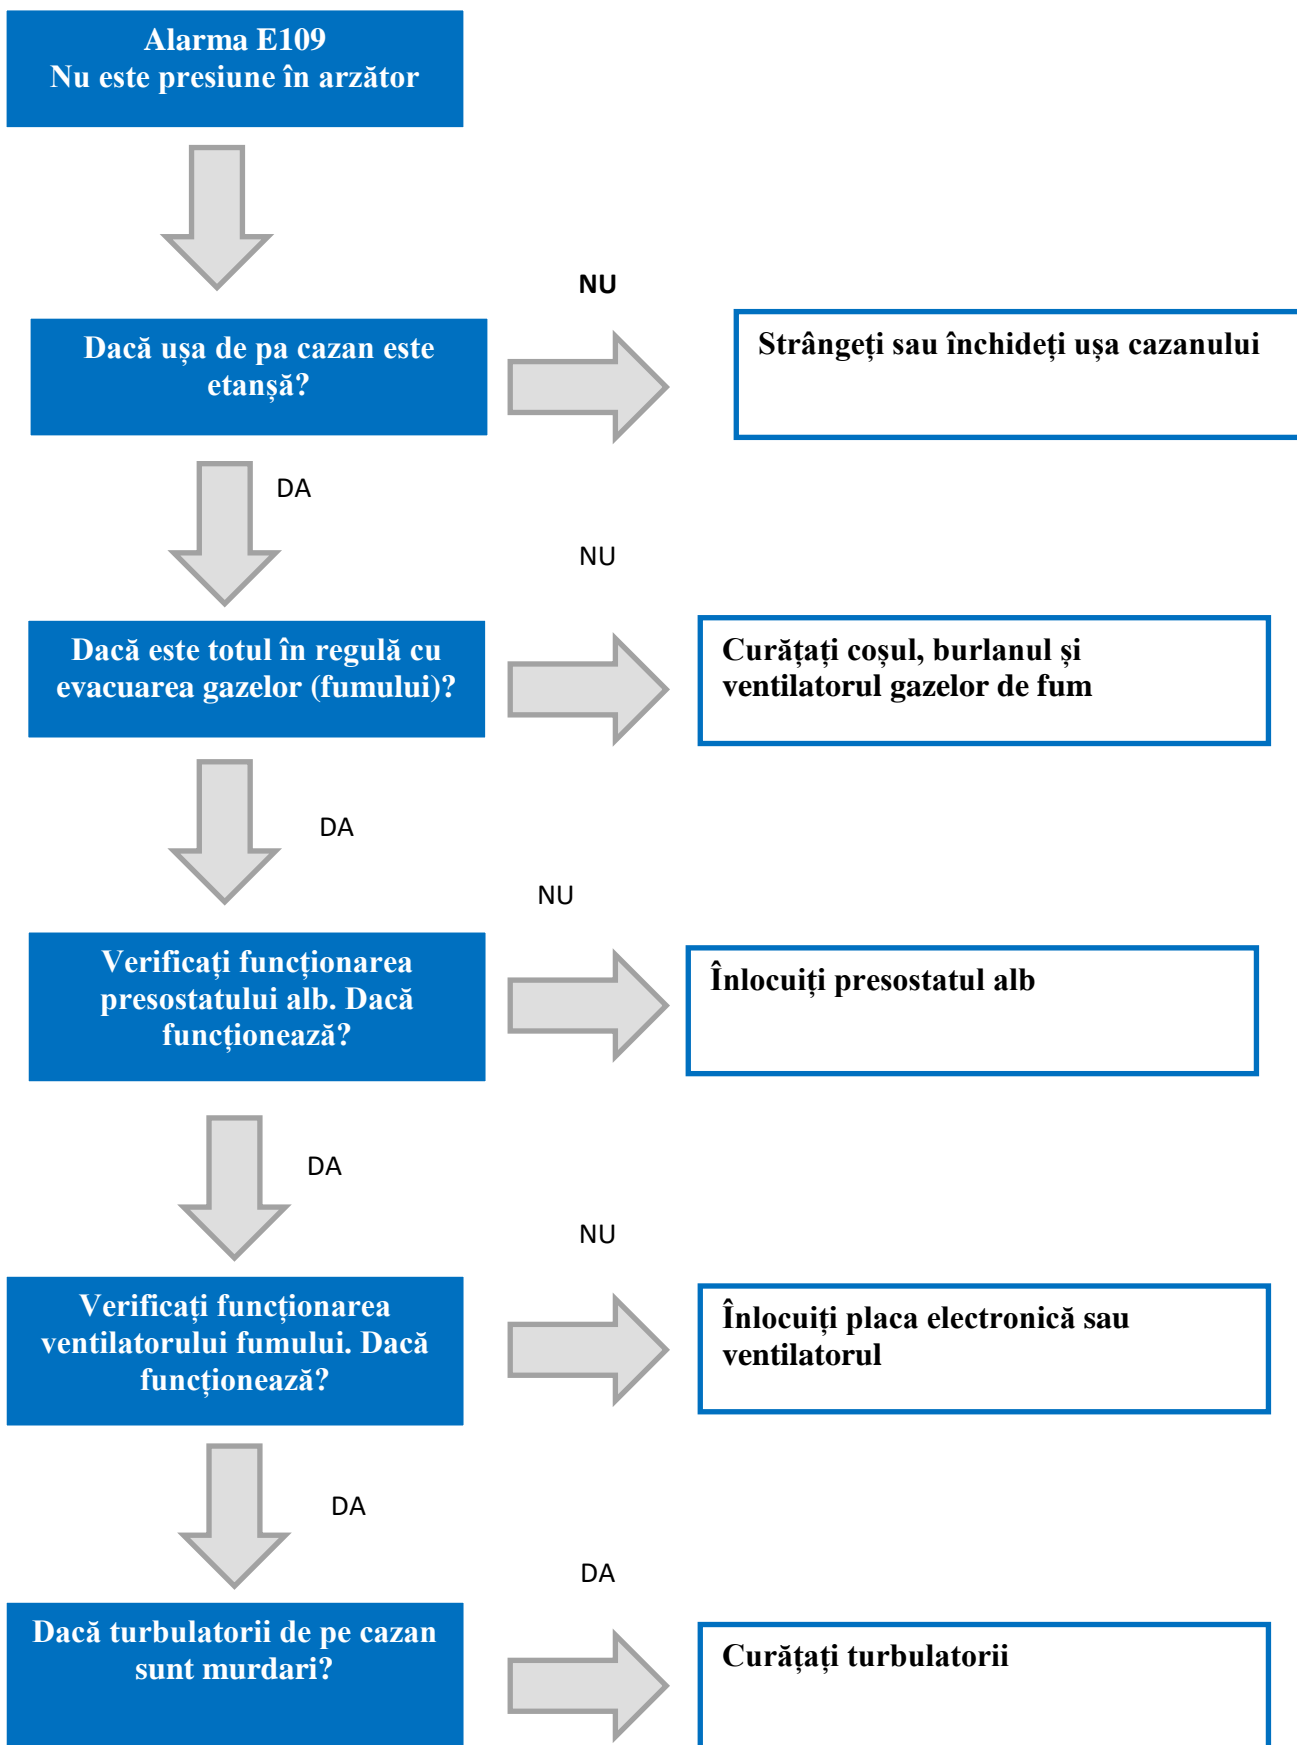 Alarma E109
Nu este presiune în arzător
NU
Dacă ușa de pa cazan este
etanșă?
Strângeți sau închideți ușa cazanului
DA
NU
Dacă este totul în regulă cu
evacuarea gazelor (fumului)?
Curățați coșul, burlanul și
ventilatorul gazelor de fum
DA
NU
Verificați funcționarea
presostatului alb. Dacă
funcționează?
Înlocuiți presostatul alb
DA
NU
Verificați funcționarea
ventilatorului fumului. Dacă
funcționează?
Înlocuiți placa electronică sau
ventilatorul
DA
DA
Dacă turbulatorii de pe cazan
sunt murdari?
Curățați turbulatorii